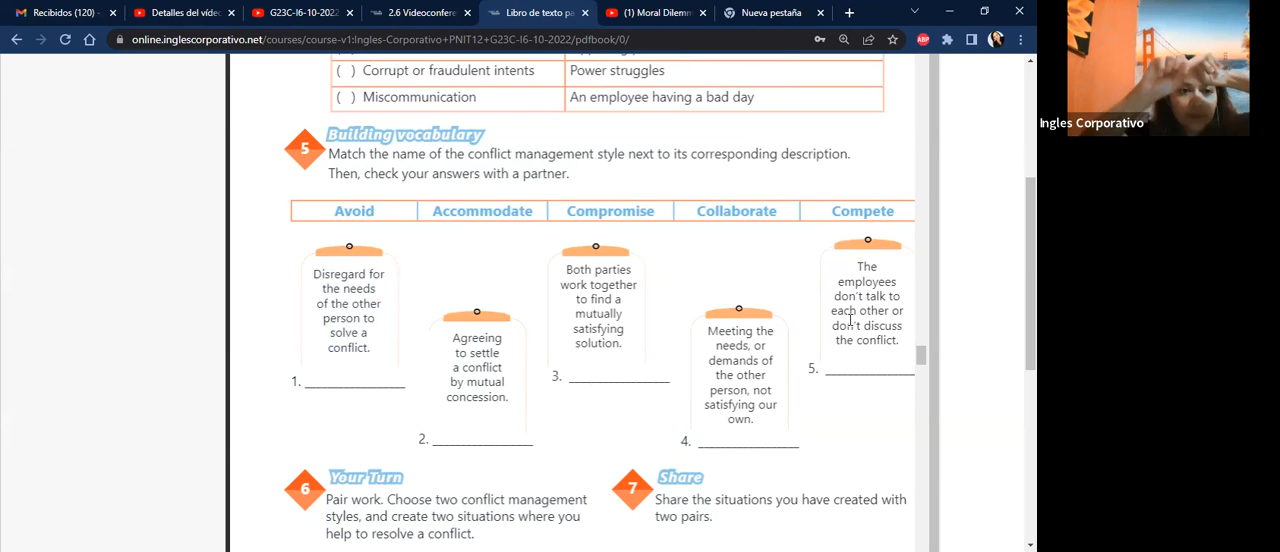 Recibidos (120) -
Detalles del víde
G23C-I6-10-2022
2.6 Videoconfere
Libro de texto pa
(1) Moral Dilemm
Nueva pestaña
online.inglescorporativo.net/courses/course-v1:Ingles-Corporativo+PNIT12+G23C-I6-10-2022/pdfbook/0/
ABP
Ingles Corporativo
( ) Corrupt or fraudulent intents
Power struggles
( ) Miscommunication
An employee having a bad day
5
Building vocabulary
Match the name of the conflict management style next to its corresponding description.
Then, check your answers with a partner.
Avoid
Accommodate
Compromise
Collaborate
Compete
Disregard for
the needs
of the other
person to
solve a
conflict.
1. ______________
Agreeing
to settle
a conflict
by mutual
concession.
2. ______________
Both parties
work together
to find a
mutually
satisfying
solution.
3. ______________
Meeting the
needs, or
demands of
the other
person, not
satisfying our
own.
4. ______________
The
employees
don't talk to
each other or
don't discuss
the conflict.
5. ______________
6
Your Turn
Pair work. Choose two conflict management
styles, and create two situations where you
help to resolve a conflict.
7
Share
Share the situations you have created with
two pairs.